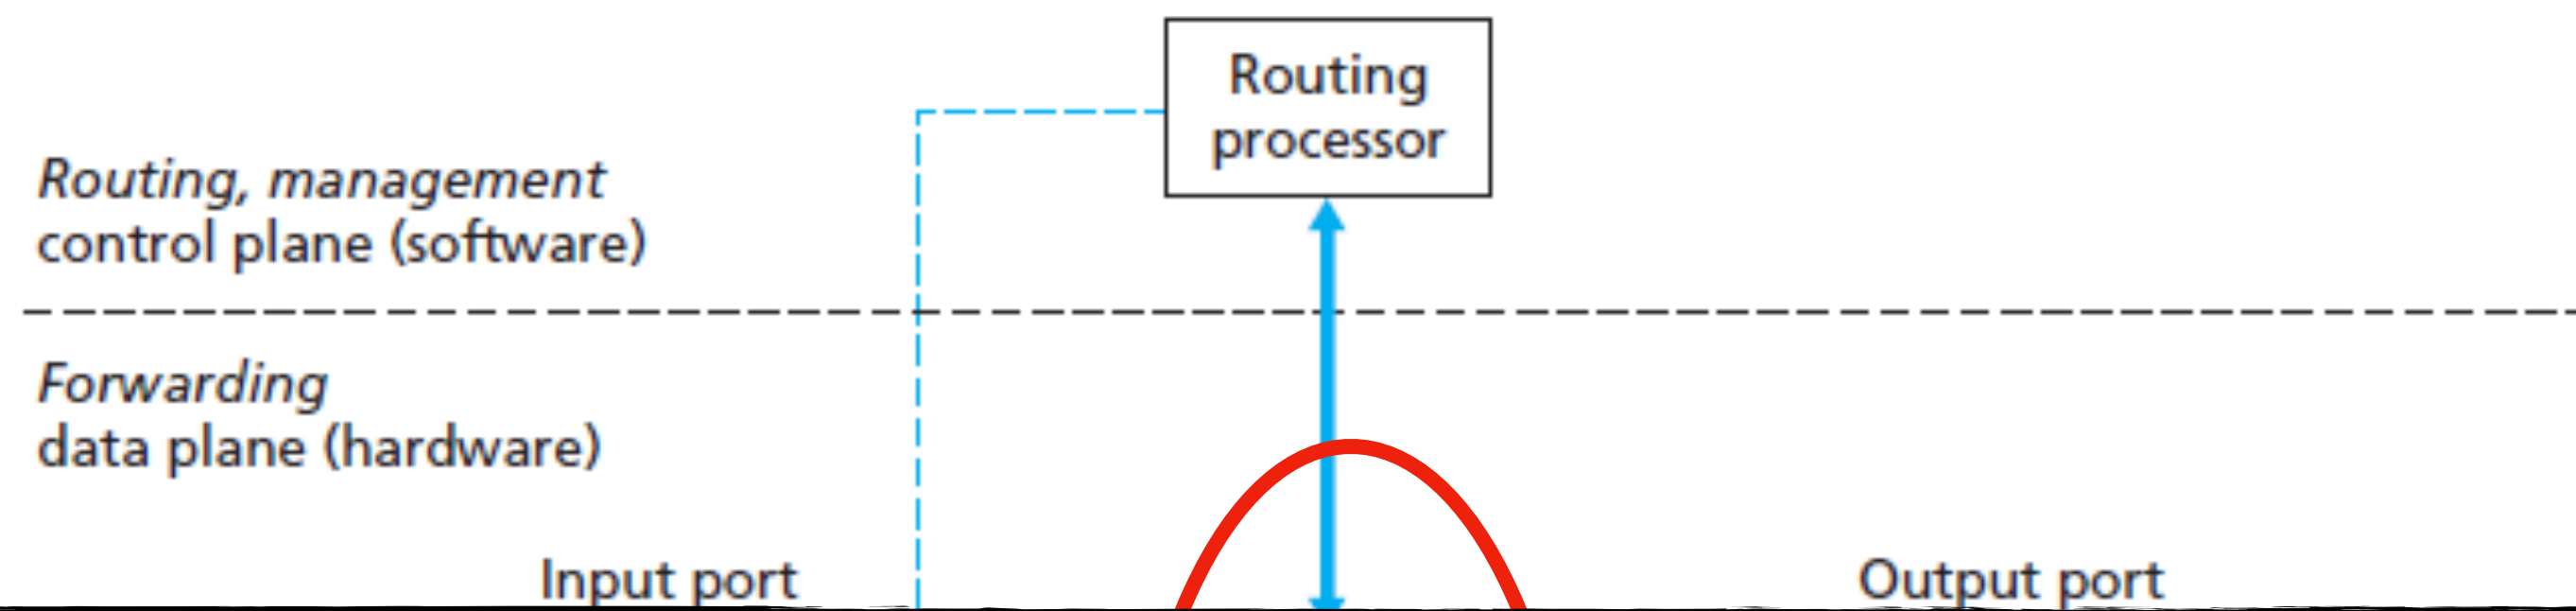 Routing
processor
Routing, management
control plane (software)
Forwarding
data plane (hardware)
Input port
Output port